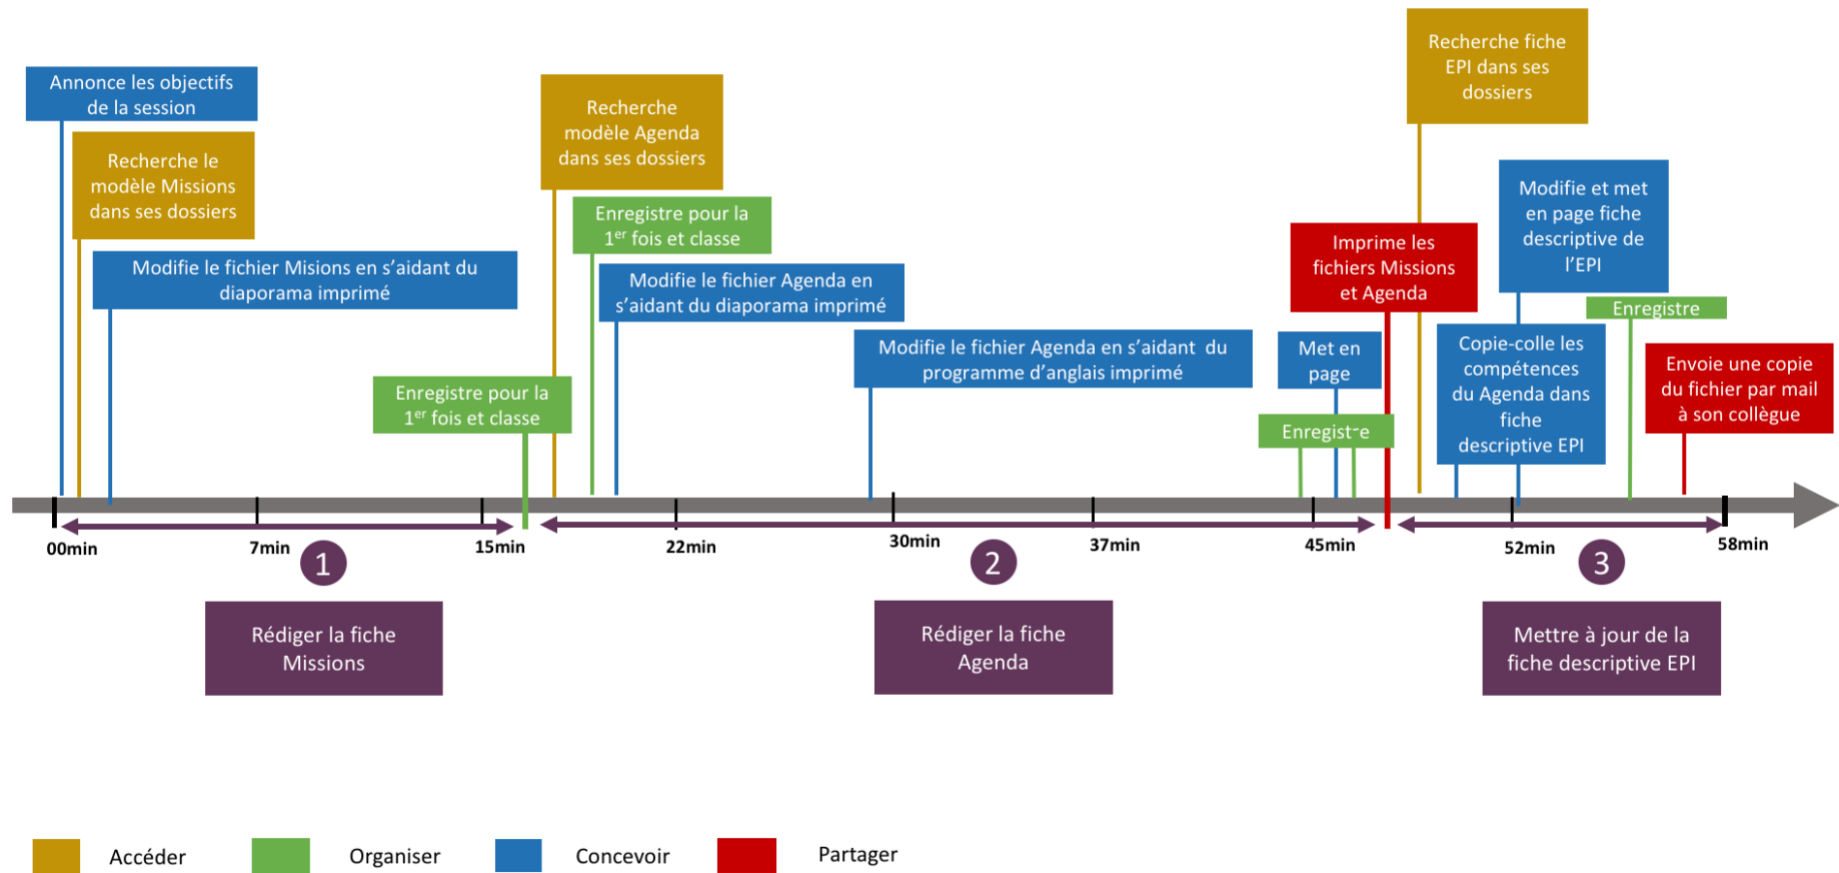 Annonce les objectifs
de la session
Recherche le
modèle Missions
dans ses dossiers
Modifie le fichier Misions en s'aidant du
diaporama imprimé
Enregistre pour la
1er fois et classe
Recherche
modèle Agenda
dans ses dossiers
Enregistre pour la
1er fois et classe
Modifie le fichier Agenda en
s'aidant du diaporama imprimé
Modifie le fichier Agenda en s'aidant du
programme d'anglais imprimé
Enregistre
Met en
page
Imprime les
fichiers Missions
et Agenda
Recherche fiche
EPI dans ses
dossiers
Copie-colle les
compétences
du Agenda dans
fiche
descriptive EPI
Modifie et met
en page fiche
descriptive de
l'EPI
Enregistre
Envoie une copie
du fichier par mail
à son collègue
00min
7min
15min
22min
30min
37min
45min
52min
58min
1
2
3
Rédiger la fiche
Missions
Rédiger la fiche
Agenda
Mettre à jour de la
fiche descriptive EPI
Accéder
Organiser
Concevoir
Partager